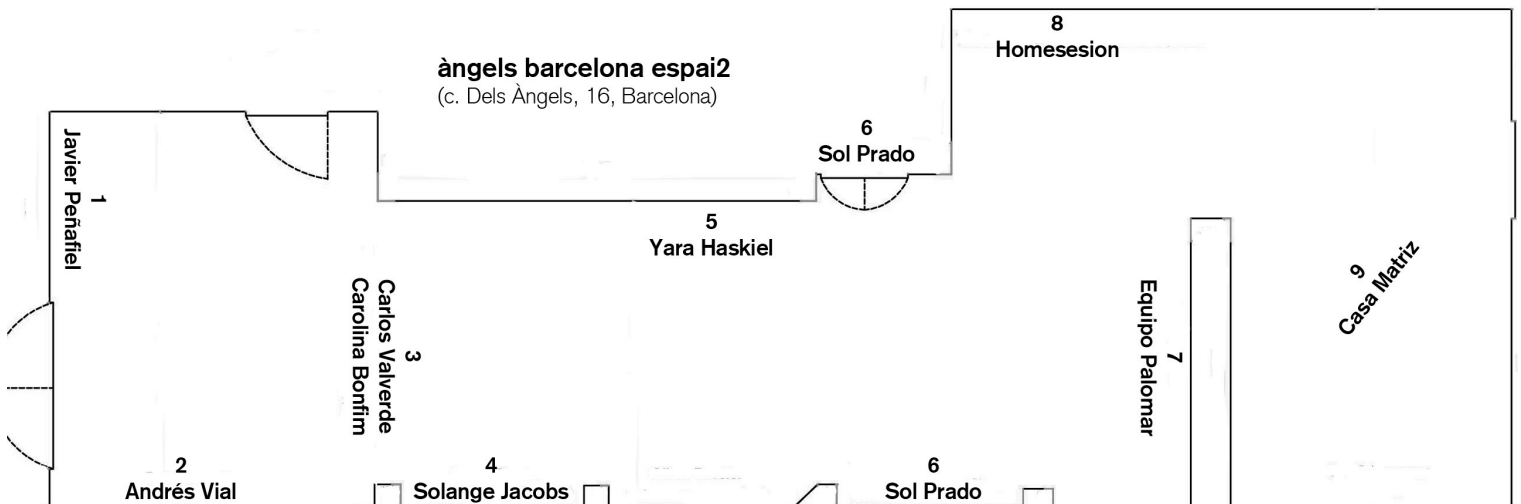 àngels barcelona espai2
(c. Dels Àngels, 16, Barcelona)
1
Javier Peñafiel
2
Andrés Vial
3
Carlos Valverde
Carolina Bonfim
4
Solange Jacobs
5
Yara Haskiel
6
Sol Prado
6
Sol Prado
7
Equipo Palomar
8
Homesesion
9
Casa Matriz